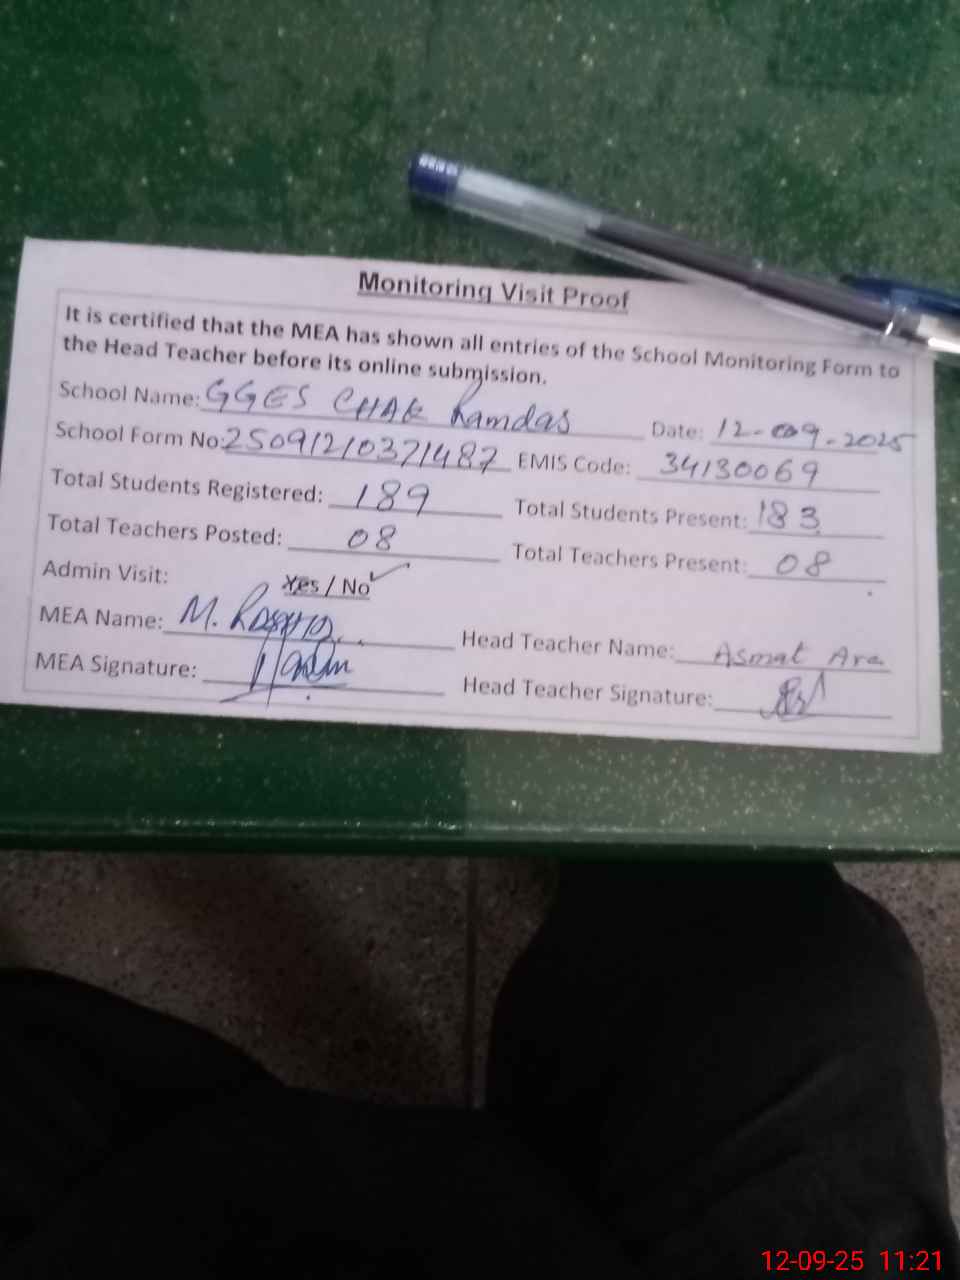 Monitoring Visit Proof
It is certified that the MEA has shown all entries of the School Monitoring Form to
the Head Teacher before its online submission.
School Name: GGES CHAK Ramdas Date: 12-09-2025
School Form No: 25091210371487 EMIS Code: 34130069
Total Students Registered: 189 Total Students Present: 183
Total Teachers Posted: 08 Total Teachers Present: 08
Admin Visit: Yes / No
MEA Name: M. Head Teacher Name: Asmat Ara
MEA Signature: Head Teacher Signature:
12-09-25 11:21